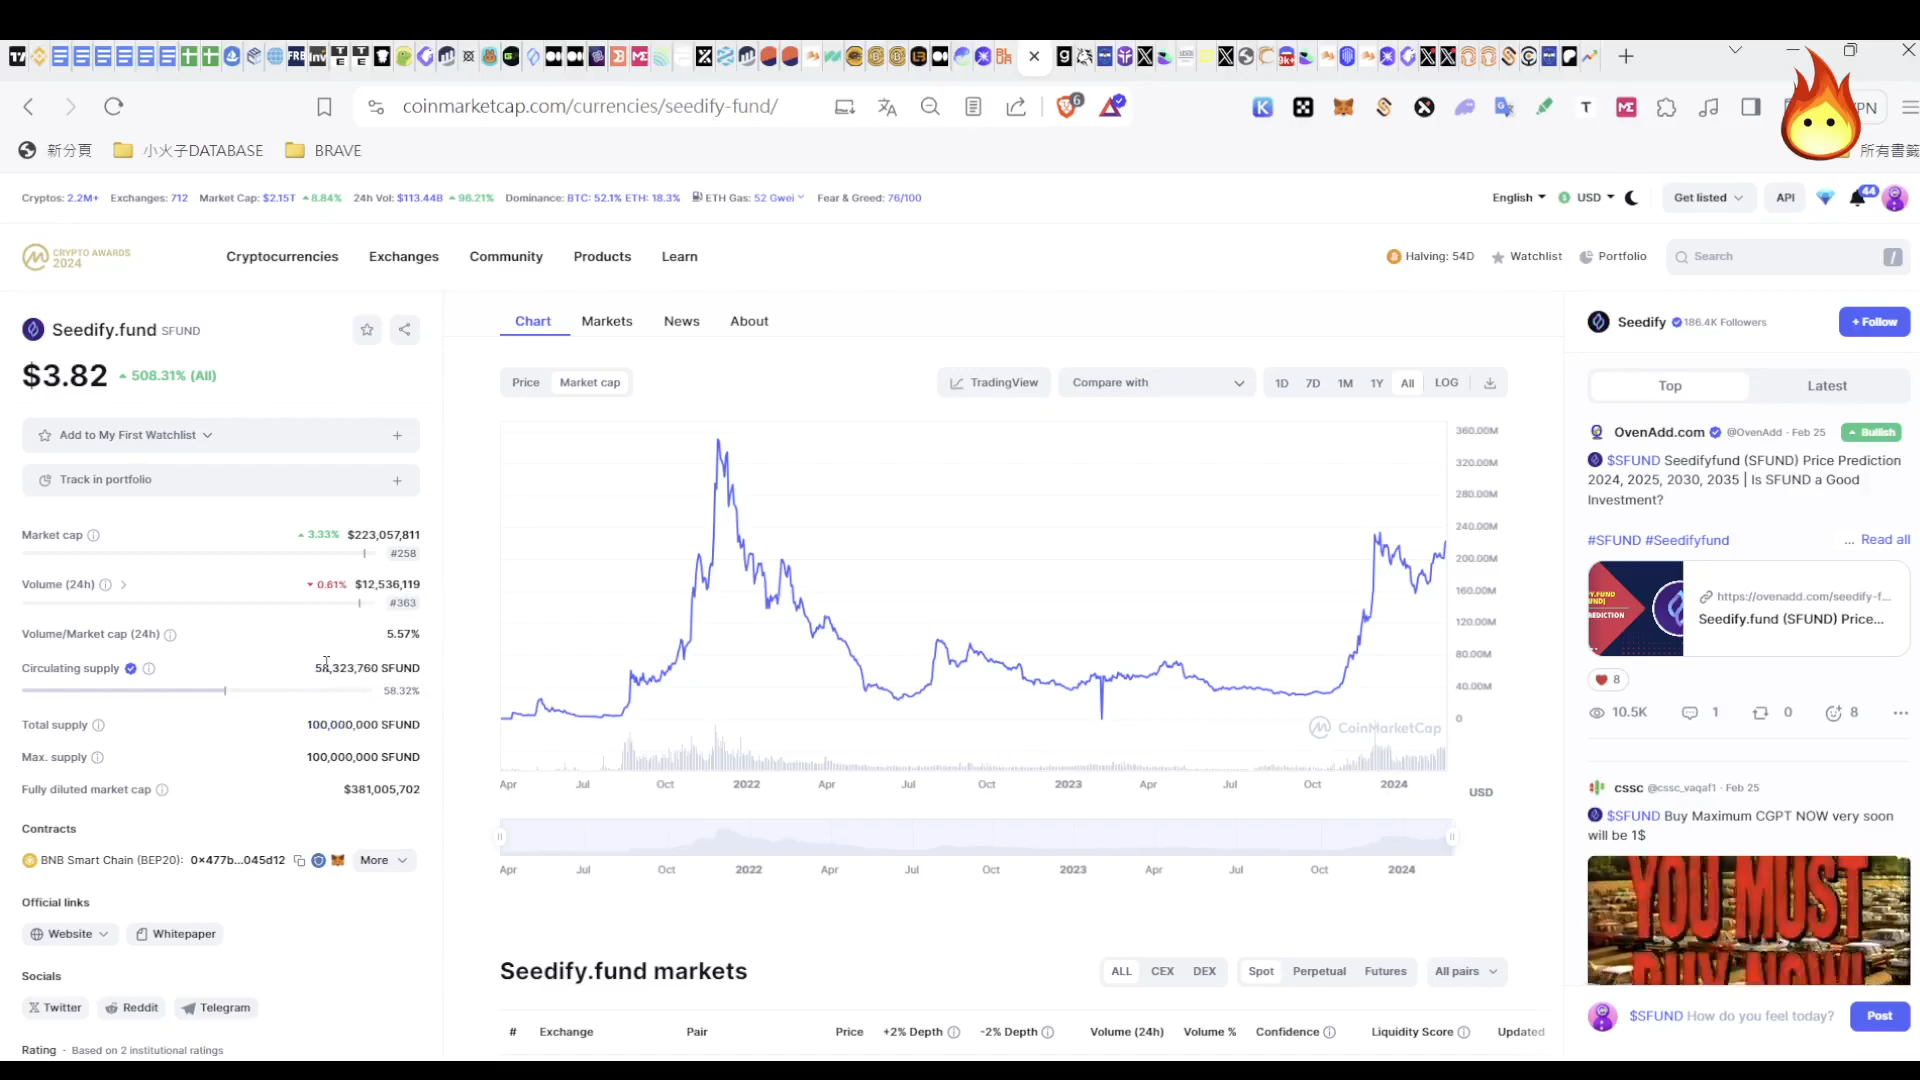 coinmarketcap.com/currencies/seedify-fund/
6
新分頁 小火子DATABASE BRAVE
所有書籤
Cryptos: 2.2M+ Exchanges: 712 Market Cap: $2.15T 8.84% 24h Vol: $113.44B 96.21% Dominance: BTC: 52.1% ETH: 18.3% ETH Gas: 52 Gwei Fear & Greed: 76/100
English USD Get listed API 44
CRYPTO AWARDS
2024
Cryptocurrencies Exchanges Community Products Learn
Halving: 54D Watchlist Portfolio Search /
Seedify.fund SFUND
$3.82 508.31% (All)
Add to My First Watchlist +
Track in portfolio +
Market cap 3.33% $223,057,811
#258
Volume (24h) 0.61% $12,536,119
#363
Volume/Market cap (24h) 5.57%
Circulating supply 58,323,760 SFUND
58.32%
Total supply 100,000,000 SFUND
Max. supply 100,000,000 SFUND
Fully diluted market cap $381,005,702
Contracts
BNB Smart Chain (BEP20): 0x477b...045d12 More
Official links
Website Whitepaper
Socials
Twitter Reddit Telegram
Rating - Based on 2 institutional ratings
Chart Markets News About
Price Market cap
TradingView Compare with 1D 7D 1M 1Y All LOG
360.00M
320.00M
280.00M
240.00M
200.00M
160.00M
120.00M
80.00M
40.00M
0
CoinMarketCap
Apr Jul Oct 2022 Apr Jul Oct 2023 Apr Jul Oct 2024
USD
Apr Jul Oct 2022 Apr Jul Oct 2023 Apr Jul Oct 2024
Seedify.fund markets
ALL CEX DEX Spot Perpetual Futures All pairs
# Exchange Pair Price +2% Depth -2% Depth Volume (24h) Volume % Confidence Liquidity Score Updated
Seedify 186.4K Followers + Follow
Top Latest
OvenAdd.com @OvenAdd · Feb 25 Bullish
$SFUND Seedifyfund (SFUND) Price Prediction
2024, 2025, 2030, 2035 | Is SFUND a Good
Investment?
#SFUND #Seedifyfund ... Read all
https://ovenadd.com/seedify-f...
Seedify.fund (SFUND) Price...
8
10.5K 1 0 8 ...
cssc @cssc_vaqaf1 · Feb 25
$SFUND Buy Maximum CGPT NOW very soon
will be 1$
YOU MUST
BUY NOW!
$SFUND How do you feel today? Post